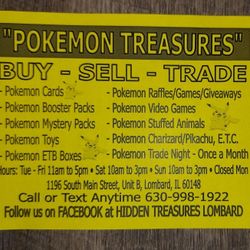 "POKEMON TREASURES"
BUY - SELL - TRADE
- Pokemon Cards
- Pokemon Raffles/Games/Giveaways
- Pokemon Booster Packs
- Pokemon Video Games
- Pokemon Mystery Packs
- Pokemon Stuffed Animals
- Pokemon Toys
- Pokemon Charizard/Pikachu, E.T.C.
- Pokemon ETB Boxes
- Pokemon Trade Night - Once a Month
Hours: Tue - Fri 11am to 5pm • Sat 10am to 3pm • Sun 10am to 3pm • Closed Mon
1196 South Main Street, Unit B, Lombard, IL 60148
Call or Text Anytime 630-998-1922
Follow us on FACEBOOK at HIDDEN TREASURES LOMBARD